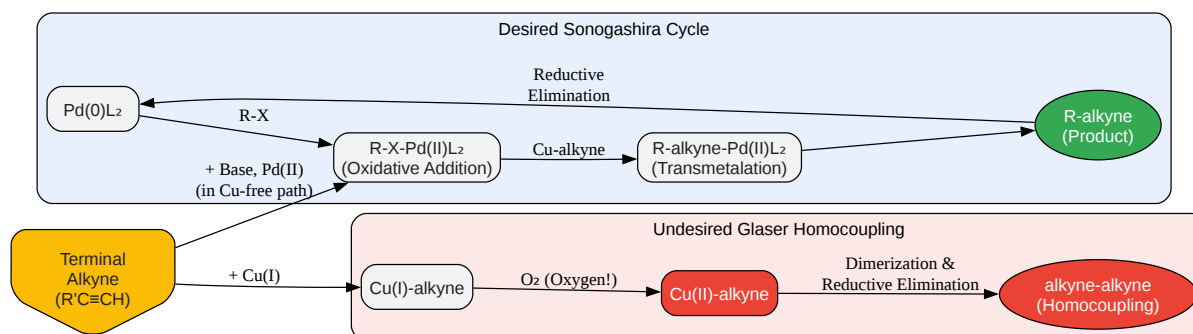 Desired Sonogashira Cycle
Reductive
Elimination
Pd(0)L₂
R-X
R-alkyne
(Product)
R-X-Pd(II)L₂
(Oxidative Addition)
Cu-alkyne
R-alkyne-Pd(II)L₂
(Transmetalation)
+ Base, Pd(II)
(in Cu-free path)
Undesired Glaser Homocoupling
Terminal
Alkyne
(R'C≡CH)
+ Cu(I)
Cu(I)-alkyne
O₂ (Oxygen!)
Cu(II)-alkyne
Dimerization &
Reductive Elimination
alkyne-alkyne
(Homocoupling)